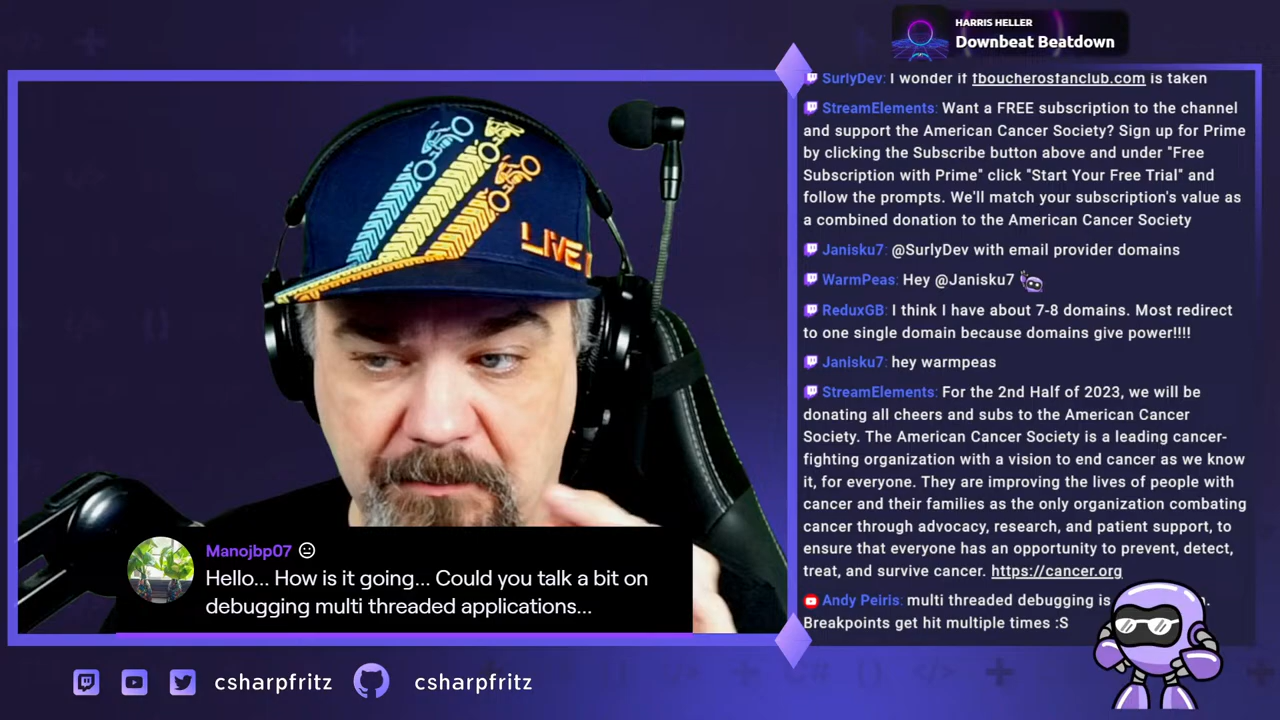 HARRIS HELLER
Downbeat Beatdown
SurlyDev: I wonder if fboucherosfanclub.com is taken
StreamElements: Want a FREE subscription to the channel
and support the American Cancer Society? Sign up for Prime
by clicking the Subscribe button above and under "Free
Subscription with Prime" click "Start Your Free Trial" and
follow the prompts. We'll match your subscription's value as
a combined donation to the American Cancer Society
Janisku7: @SurlyDev with email provider domains
WarmPeas: Hey @Janisku7
ReduxGB: I think I have about 7-8 domains. Most redirect
to one single domain because domains give power!!!!
Janisku7: hey warmpeas
StreamElements: For the 2nd Half of 2023, we will be
donating all cheers and subs to the American Cancer
Society. The American Cancer Society is a leading cancer-
fighting organization with a vision to end cancer as we know
it, for everyone. They are improving the lives of people with
cancer and their families as the only organization combating
cancer through advocacy, research, and patient support, to
ensure that everyone has an opportunity to prevent, detect,
treat, and survive cancer. https://cancer.org
Andy Peiris: multi threaded debugging is
Breakpoints get hit multiple times :S
LIVE
Manojbp07
Hello... How is it going... Could you talk a bit on
debugging multi threaded applications...
csharpfritz
csharpfritz